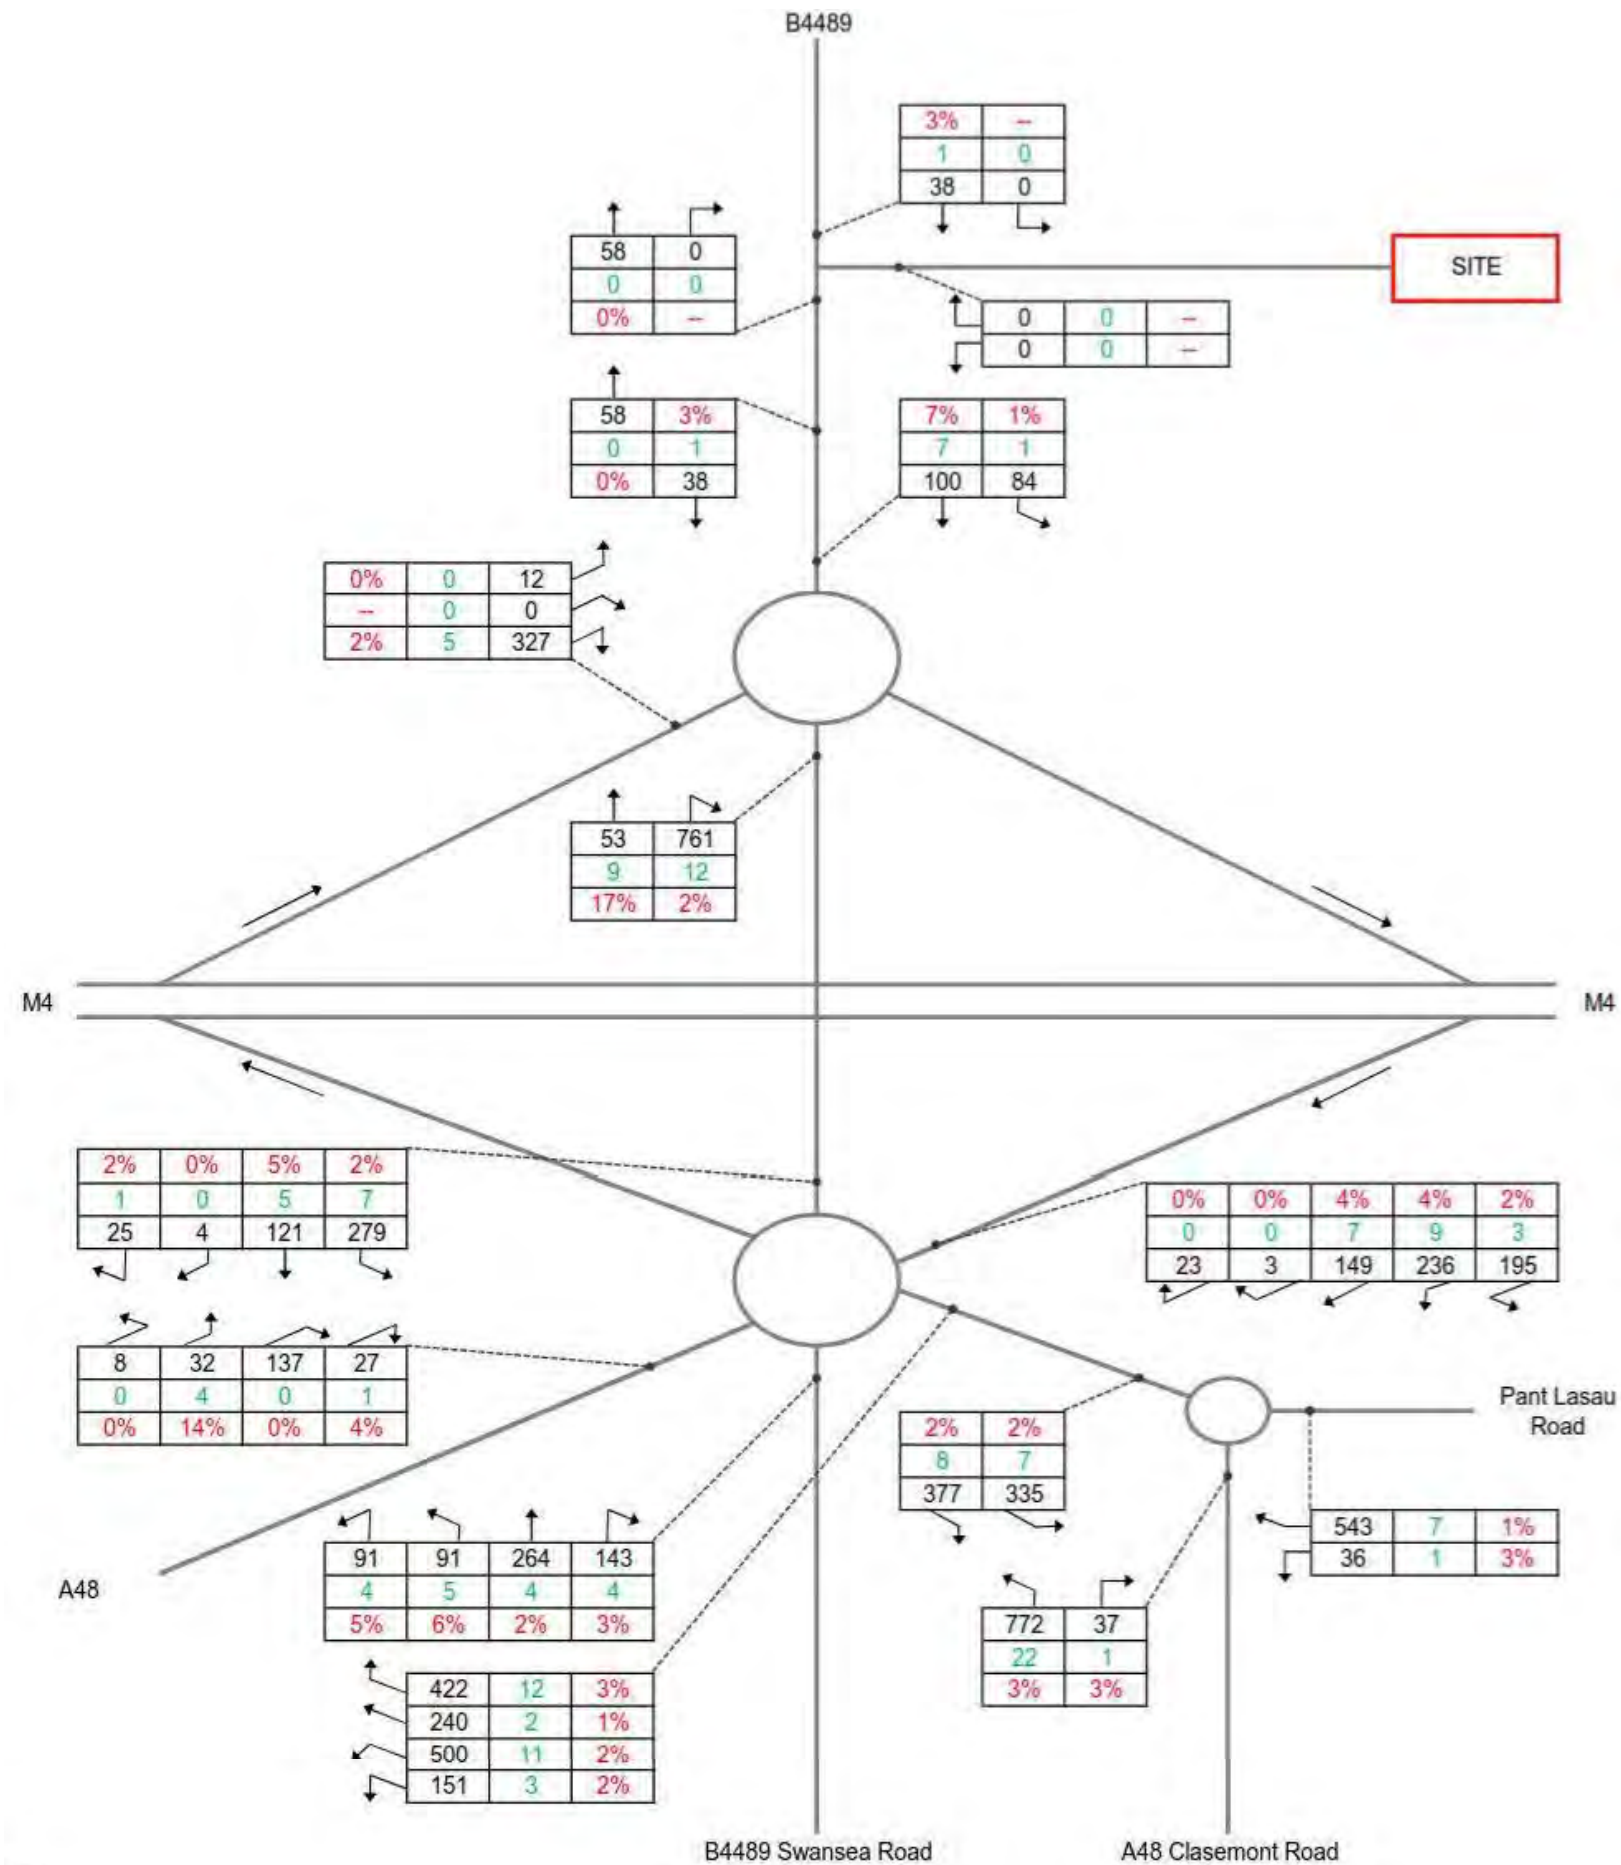 B4489
3% --
1 0
38 0
58 0
0 0
0% --
SITE
0 0 --
0 0 --
58 3%
0 1
0% 38
7% 1%
7 1
100 84
0% 0 12
-- 0 0
2% 5 327
53 761
9 12
17% 2%
M4
M4
2% 0% 5% 2%
1 0 5 7
25 4 121 279
0% 0% 4% 4% 2%
0 0 7 9 3
23 3 149 236 195
8 32 137 27
0 4 0 1
0% 14% 0% 4%
Pant Lasau
Road
2% 2%
8 7
377 335
543 7 1%
36 1 3%
A48
91 91 264 143
4 5 4 4
5% 6% 2% 3%
772 37
22 1
3% 3%
422 12 3%
240 2 1%
500 11 2%
151 3 2%
B4489 Swansea Road
A48 Clasemont Road